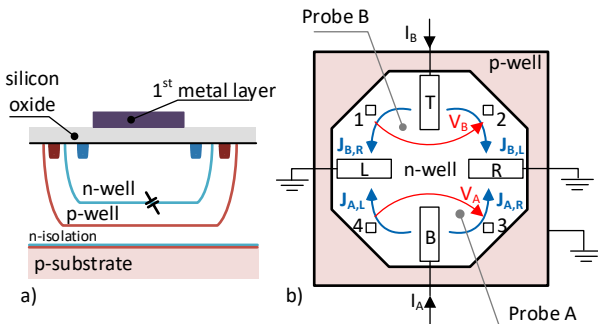 silicon
oxide
1st metal layer
n-well
p-well
n-isolation
p-substrate
a)
Probe B
I_B
p-well
1
T
2
V_B
J_B,R
J_B,L
L
n-well
R
J_A,L
V_A
J_A,R
4
B
3
b)
I_A
Probe A